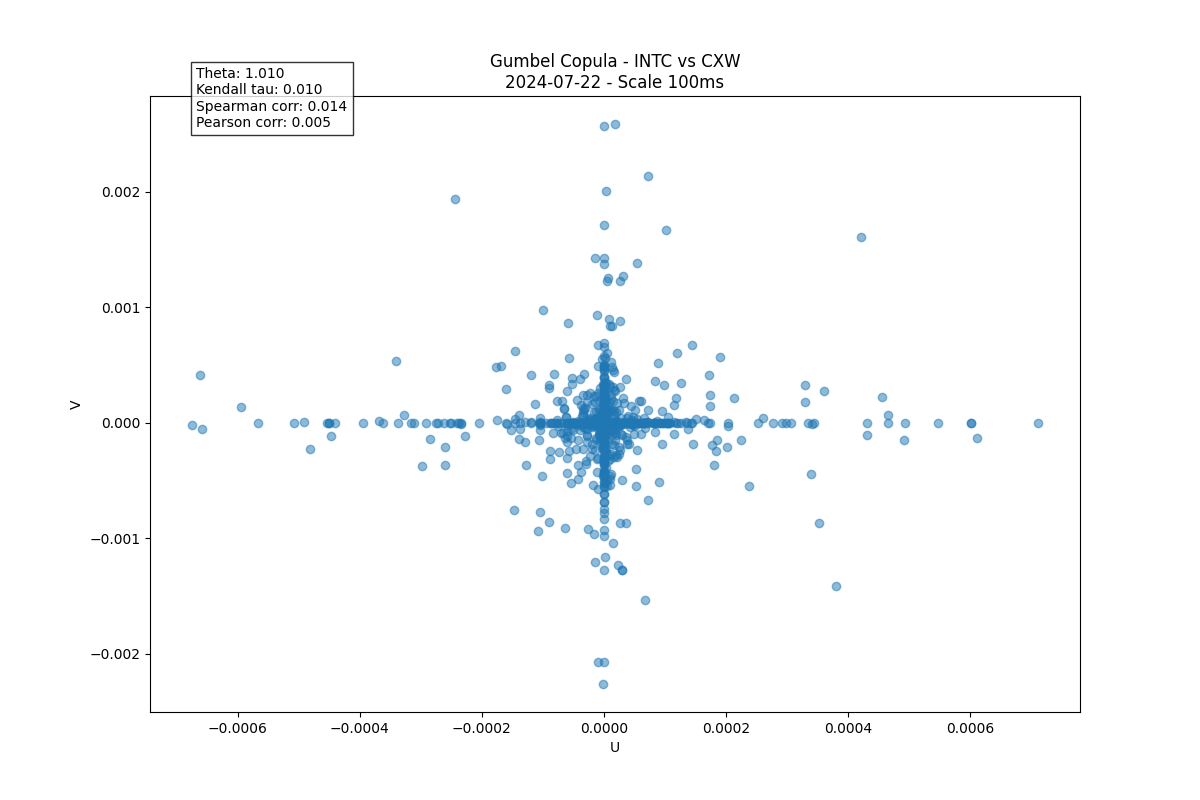 Gumbel Copula - INTC vs CXW
2024-07-22 - Scale 100ms
Theta: 1.010
Kendall tau: 0.010
Spearman corr: 0.014
Pearson corr: 0.005
V
0.002
0.001
0.000
−0.001
−0.002
−0.0006
−0.0004
−0.0002
0.0000
0.0002
0.0004
0.0006
U